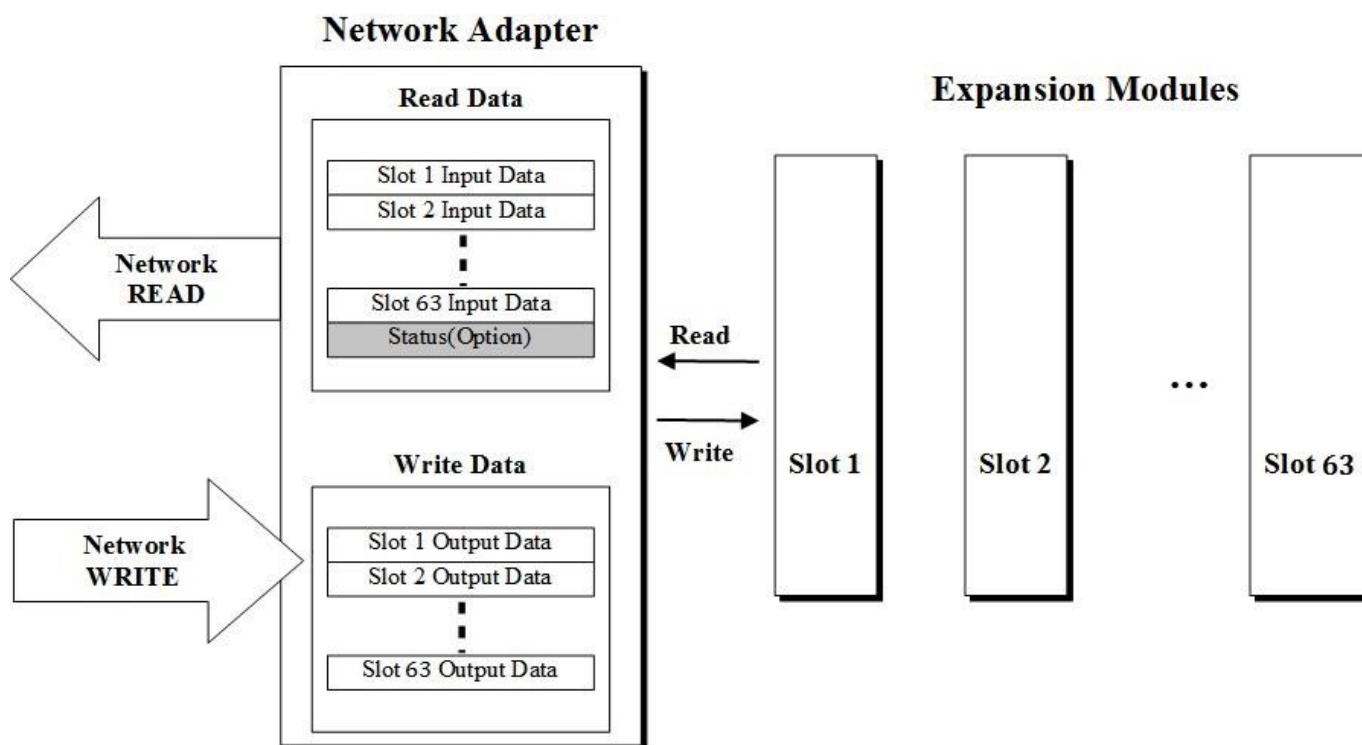 Network Adapter
Read Data
Slot 1 Input Data
Slot 2 Input Data
Slot 63 Input Data
Status(Option)
Network
READ
Write Data
Slot 1 Output Data
Slot 2 Output Data
Slot 63 Output Data
Network
WRITE
Read
Write
Expansion Modules
Slot 1
Slot 2
...
Slot 63